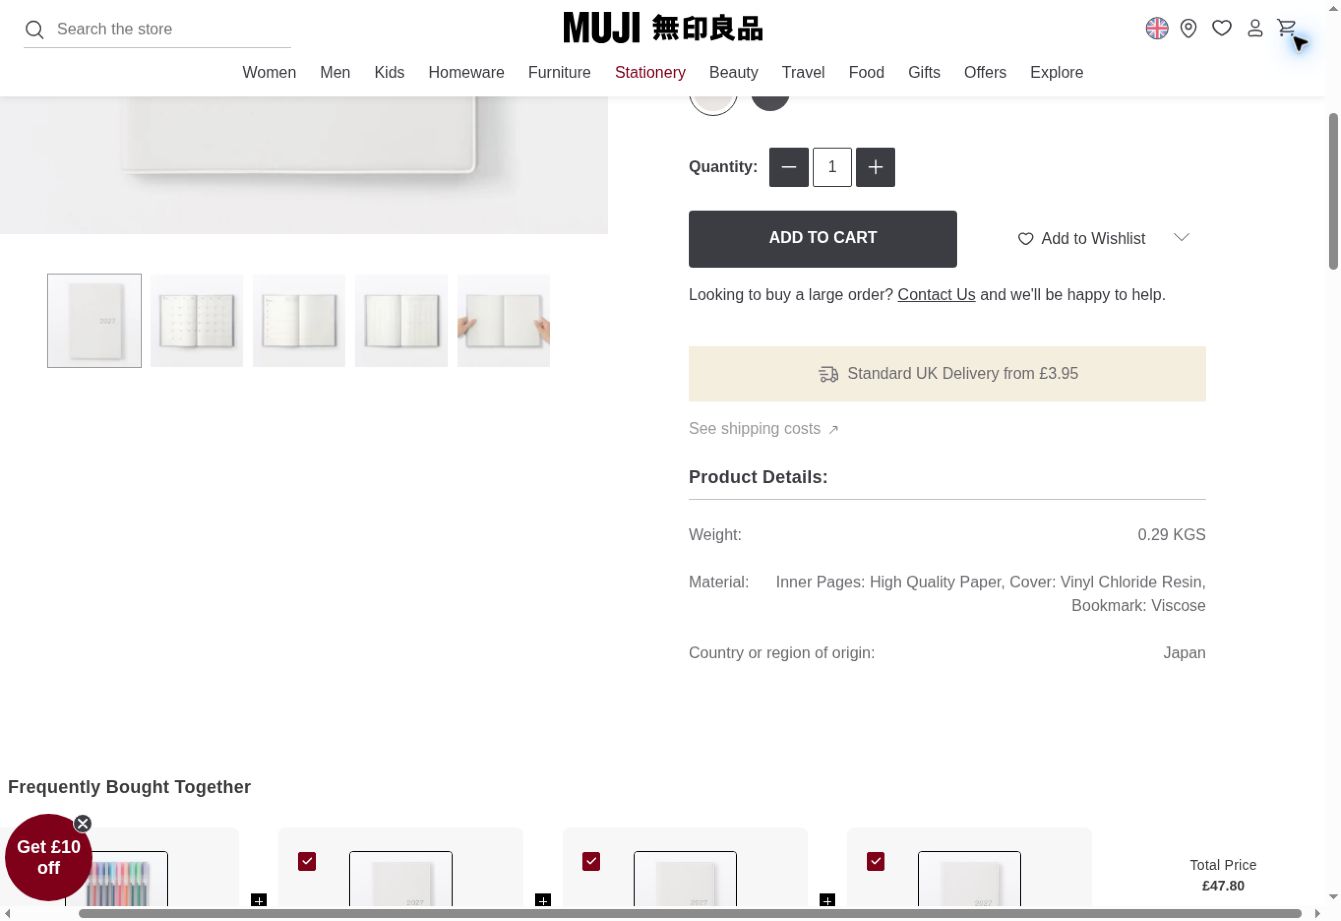 Search the store
MUJI 無印良品
Women Men Kids Homeware Furniture Stationery Beauty Travel Food Gifts Offers Explore
Quantity: 1
ADD TO CART
Add to Wishlist
Looking to buy a large order? Contact Us and we'll be happy to help.
2027
Standard UK Delivery from £3.95
See shipping costs
Product Details:
Weight: 0.29 KGS
Material: Inner Pages: High Quality Paper, Cover: Vinyl Chloride Resin,
Bookmark: Viscose
Country or region of origin: Japan
Frequently Bought Together
Get £10
off
2027
2027
2027
Total Price
£47.80